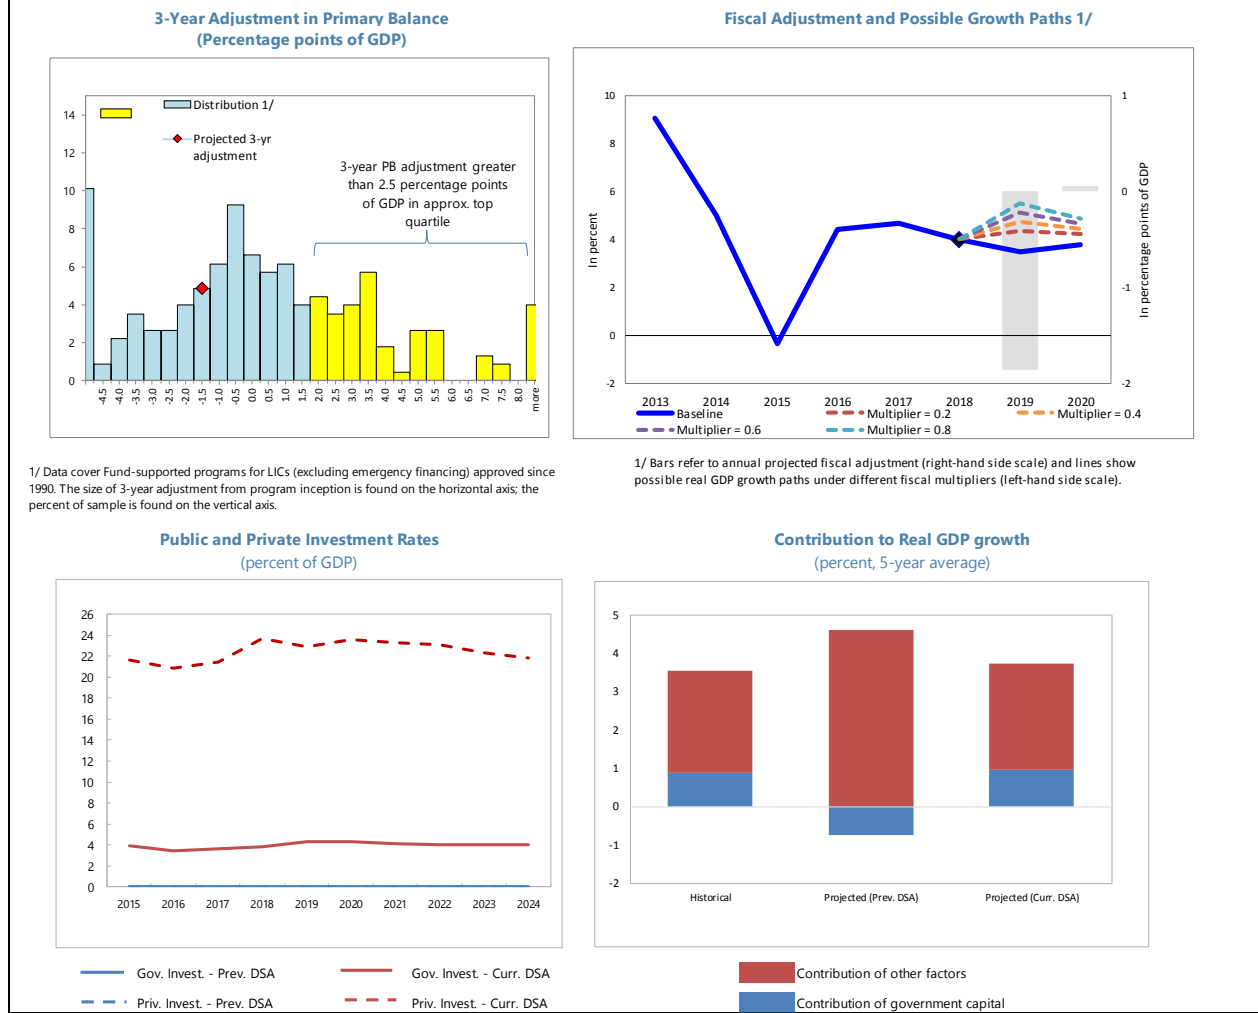 3-Year Adjustment in Primary Balance
(Percentage points of GDP)
14
12
10
8
6
4
2
0
Distribution 1/
Projected 3-yr
adjustment
3-year PB adjustment greater
than 2.5 percentage points
of GDP in approx. top
quartile
-4.5
-4.0
-3.5
-3.0
-2.5
-2.0
-1.5
-1.0
-0.5
0.0
0.5
1.0
1.5
2.0
2.5
3.0
3.5
4.0
4.5
5.0
5.5
6.0
6.5
7.0
7.5
8.0
more
1/ Data cover Fund-supported programs for LICs (excluding emergency financing) approved since
1990. The size of 3-year adjustment from program inception is found on the horizontal axis; the
percent of sample is found on the vertical axis.
Fiscal Adjustment and Possible Growth Paths 1/
In percent
10
8
6
4
2
0
-2
1
0
-1
-2
In percentage points of GDP
2013 2014 2015 2016 2017 2018 2019 2020
Baseline Multiplier = 0.2 Multiplier = 0.4
Multiplier = 0.6 Multiplier = 0.8
1/ Bars refer to annual projected fiscal adjustment (right-hand side scale) and lines show
possible real GDP growth paths under different fiscal multipliers (left-hand side scale).
Public and Private Investment Rates
(percent of GDP)
26
24
22
20
18
16
14
12
10
8
6
4
2
0
2015 2016 2017 2018 2019 2020 2021 2022 2023 2024
Gov. Invest. - Prev. DSA Gov. Invest. - Curr. DSA
Priv. Invest. - Prev. DSA Priv. Invest. - Curr. DSA
Contribution to Real GDP growth
(percent, 5-year average)
5
4
3
2
1
0
-1
-2
Historical Projected (Prev. DSA) Projected (Curr. DSA)
Contribution of other factors
Contribution of government capital